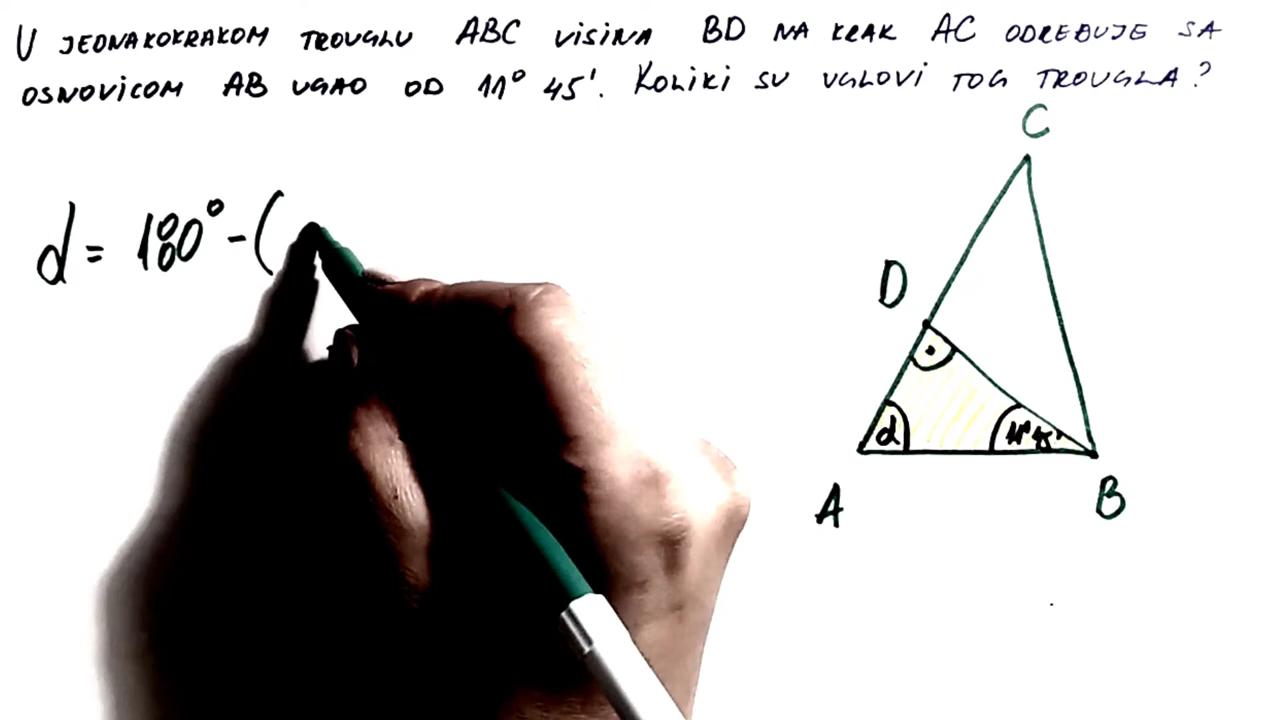 U JEDNAKOKRAKOM TROUGLU ABC VISINA BD NA KRAK AC ODREĐUJE SA
OSNOVICOM AB UGAO OD 11° 45'. KOLIKI SU UGLOVI TOG TROUGLA?
C
α = 180° - (
D
α
11° 45'
A
B